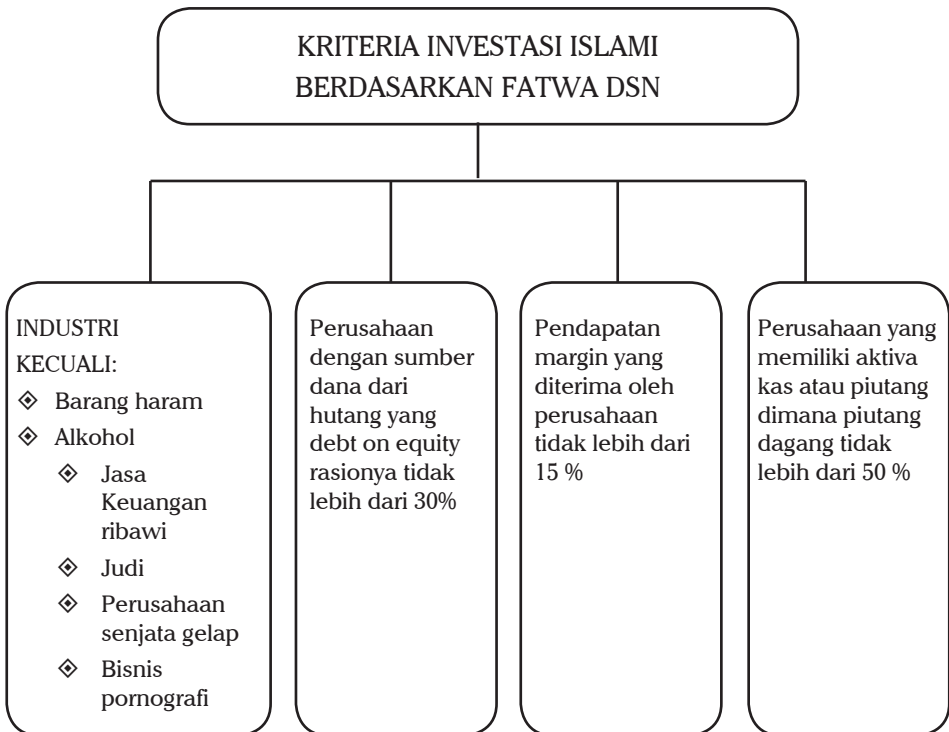 KRITERIA INVESTASI ISLAMI
BERDASARKAN FATWA DSN
INDUSTRI
KECUALI:
Barang haram
Alkohol
Jasa
Keuangan
ribawi
Judi
Perusahaan
senjata gelap
Bisnis
pornografi
Perusahaan
dengan sumber
dana dari
hutang yang
debt on equity
rasionya tidak
lebih dari 30%
Pendapatan
margin yang
diterima oleh
perusahaan
tidak lebih dari
15 %
Perusahaan yang
memiliki aktiva
kas atau piutang
dimana piutang
dagang tidak
lebih dari 50 %